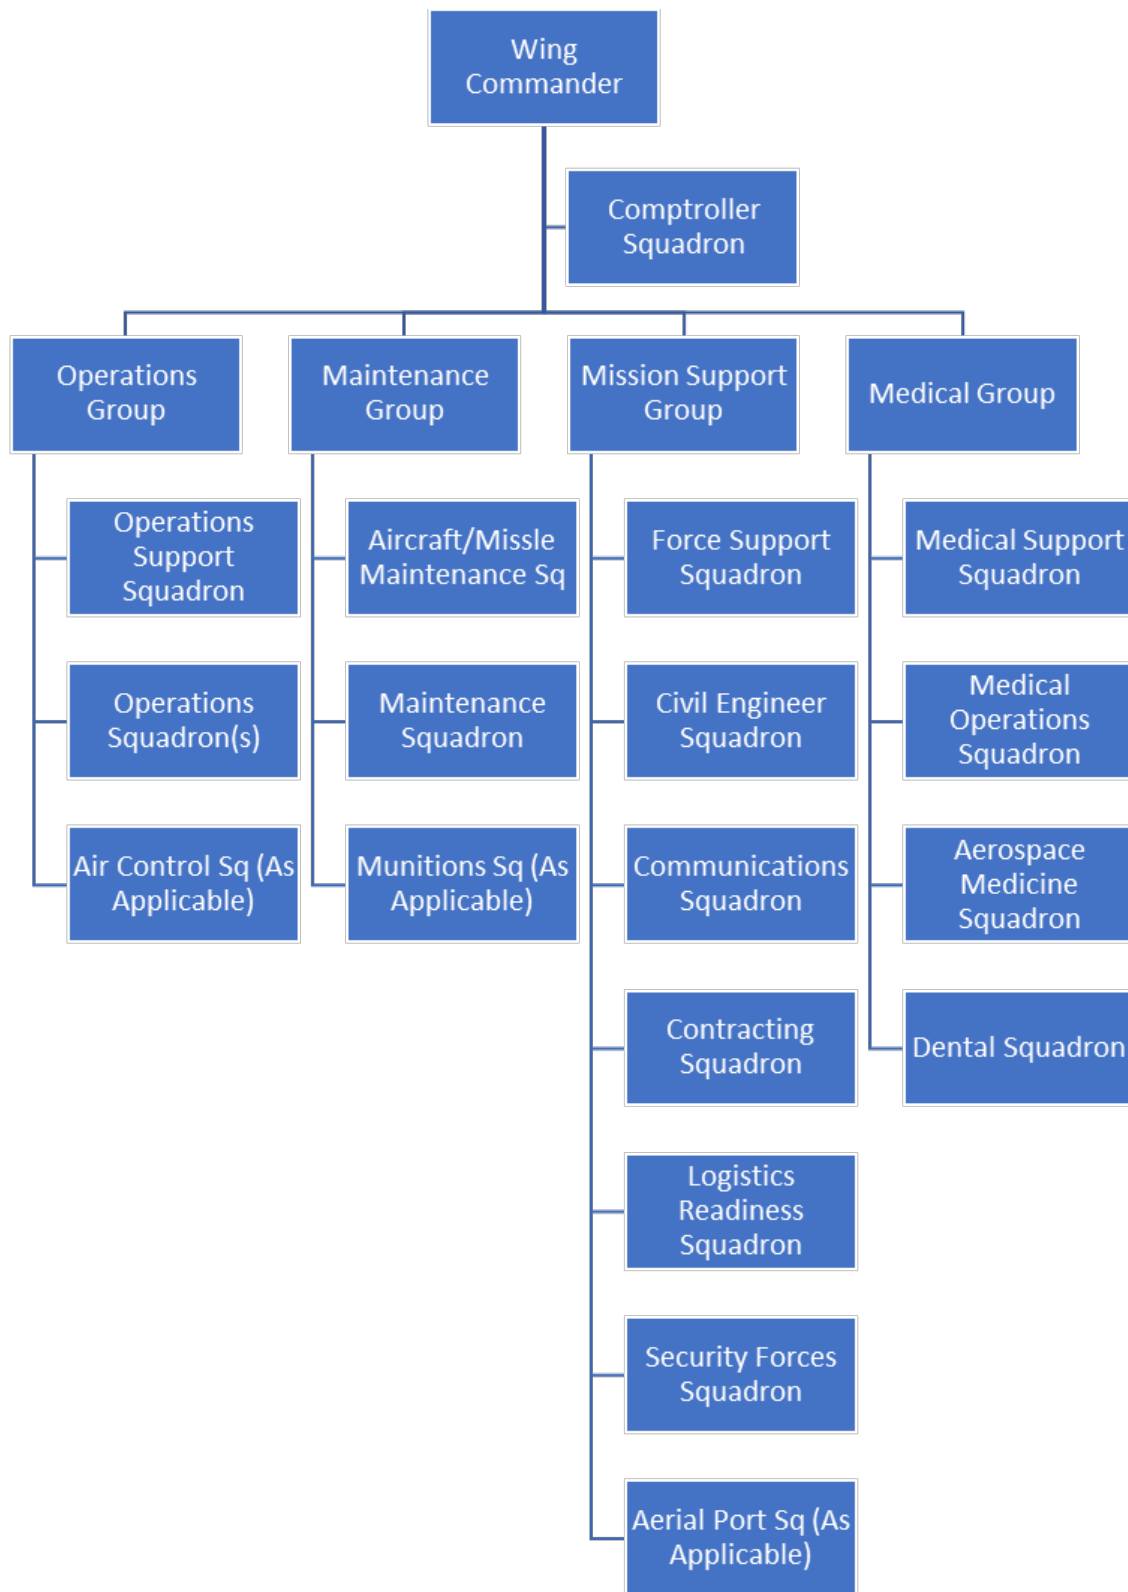 Wing
Commander
Comptroller
Squadron
Operations
Group
Maintenance
Group
Mission Support
Group
Medical Group
Operations
Support
Squadron
Aircraft/Missle
Maintenance Sq
Force Support
Squadron
Medical Support
Squadron
Operations
Squadron(s)
Maintenance
Squadron
Civil Engineer
Squadron
Medical
Operations
Squadron
Air Control Sq (As
Applicable)
Munitions Sq (As
Applicable)
Communications
Squadron
Aerospace
Medicine
Squadron
Contracting
Squadron
Dental Squadron
Logistics
Readiness
Squadron
Security Forces
Squadron
Aerial Port Sq (As
Applicable)